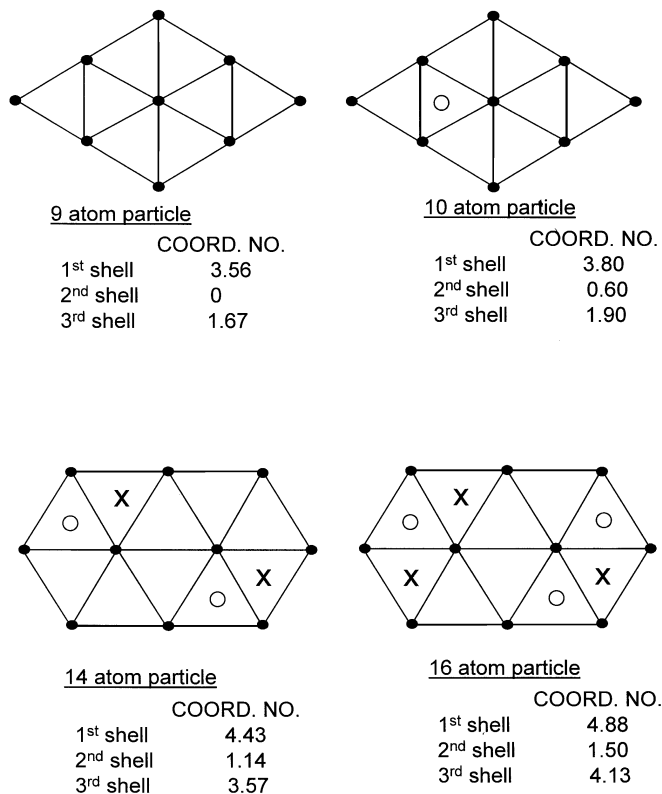 9 atom particle
COORD. NO.
1st shell 3.56
2nd shell 0
3rd shell 1.67
10 atom particle
COORD. NO.
1st shell 3.80
2nd shell 0.60
3rd shell 1.90
X
X
14 atom particle
COORD. NO.
1st shell 4.43
2nd shell 1.14
3rd shell 3.57
X
X
X
16 atom particle
COORD. NO.
1st shell 4.88
2nd shell 1.50
3rd shell 4.13